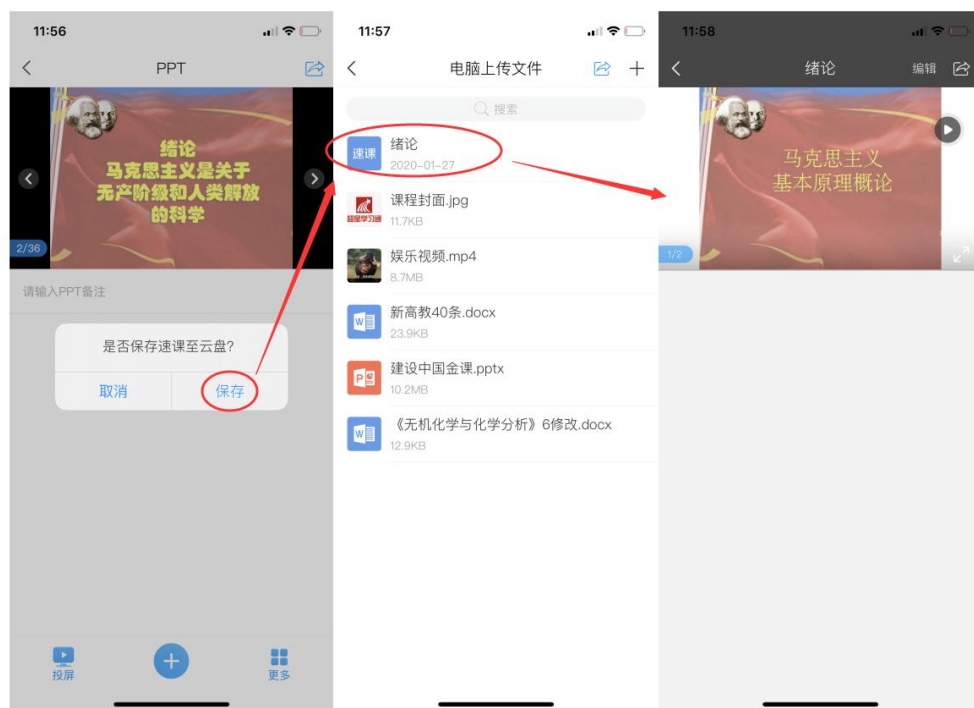 11:56
PPT
绪论
马克思主义是关于
无产阶级和人类解放
的科学
2/36
请输入PPT备注
是否保存速课至云盘?
取消
保存
投屏
更多
11:57
电脑上传文件
搜索
速课
绪论
2020-01-27
课程封面.jpg
11.7KB
超星学习通
娱乐视频.mp4
8.7MB
W
新高教40条.docx
23.9KB
P
建设中国金课.pptx
10.2MB
W
《无机化学与化学分析》6修改.docx
12.9KB
11:58
绪论
编辑
马克思主义
基本原理概论
1/2